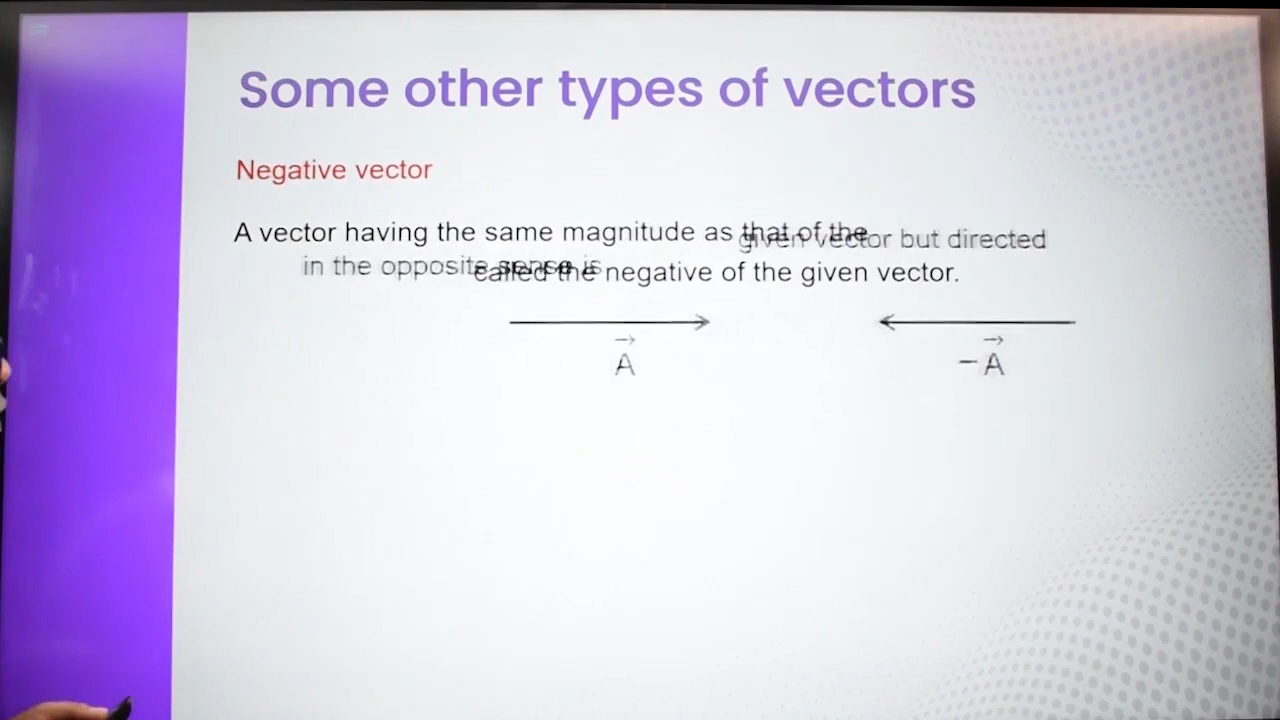 Some other types of vectors
Negative vector
A vector having the same magnitude as that of the given vector but directed
in the opposite sense is called the negative of the given vector.
A
−A